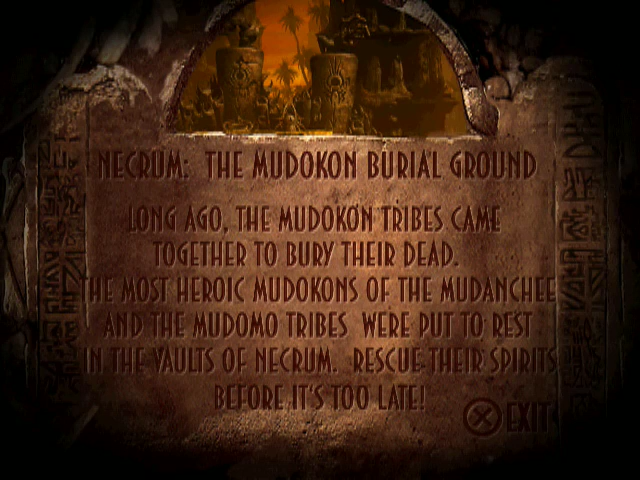 NECRUM: THE MUDOKON BURIAL GROUND
LONG AGO, THE MUDOKON TRIBES CAME
TOGETHER TO BURY THEIR DEAD.
THE MOST HEROIC MUDOKONS OF THE MUDANCHEE
AND THE MUDOMO TRIBES WERE PUT TO REST
IN THE VAULTS OF NECRUM. RESCUE THEIR SPIRITS
BEFORE IT'S TOO LATE!
EXIT